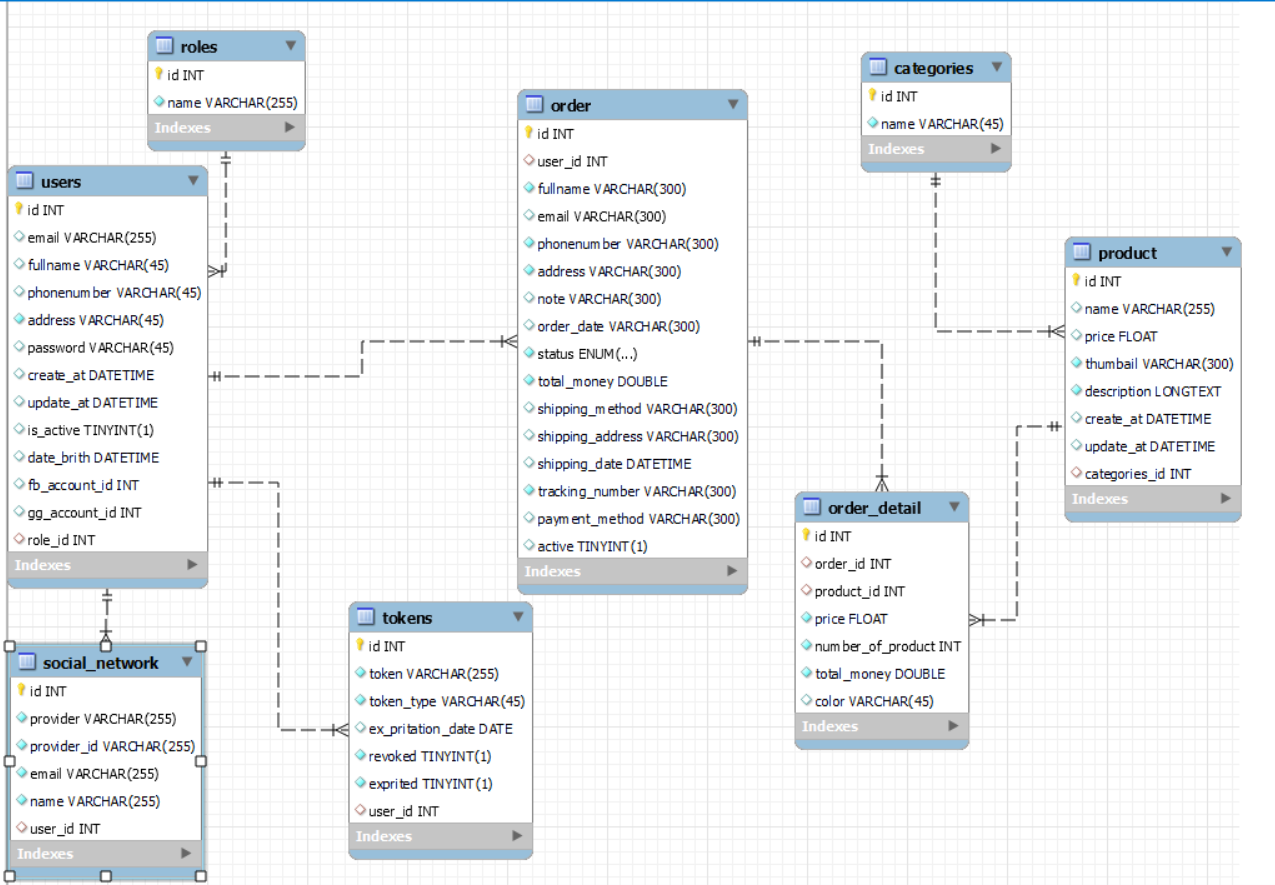 roles
id INT
name VARCHAR(255)
Indexes
users
id INT
email VARCHAR(255)
fullname VARCHAR(45)
phonenumber VARCHAR(45)
address VARCHAR(45)
password VARCHAR(45)
create_at DATETIME
update_at DATETIME
is_active TINYINT(1)
date_brith DATETIME
fb_account_id INT
gg_account_id INT
role_id INT
Indexes
social_network
id INT
provider VARCHAR(255)
provider_id VARCHAR(255)
email VARCHAR(255)
name VARCHAR(255)
user_id INT
Indexes
order
id INT
user_id INT
fullname VARCHAR(300)
email VARCHAR(300)
phonenumber VARCHAR(300)
address VARCHAR(300)
note VARCHAR(300)
order_date VARCHAR(300)
status ENUM(...)
total_money DOUBLE
shipping_method VARCHAR(300)
shipping_address VARCHAR(300)
shipping_date DATETIME
tracking_number VARCHAR(300)
payment_method VARCHAR(300)
active TINYINT(1)
Indexes
tokens
id INT
token VARCHAR(255)
token_type VARCHAR(45)
ex_pritation_date DATE
revoked TINYINT(1)
exprited TINYINT(1)
user_id INT
Indexes
categories
id INT
name VARCHAR(45)
Indexes
product
id INT
name VARCHAR(255)
price FLOAT
thumbail VARCHAR(300)
description LONGTEXT
create_at DATETIME
update_at DATETIME
categories_id INT
Indexes
order_detail
id INT
order_id INT
product_id INT
price FLOAT
number_of_product INT
total_money DOUBLE
color VARCHAR(45)
Indexes